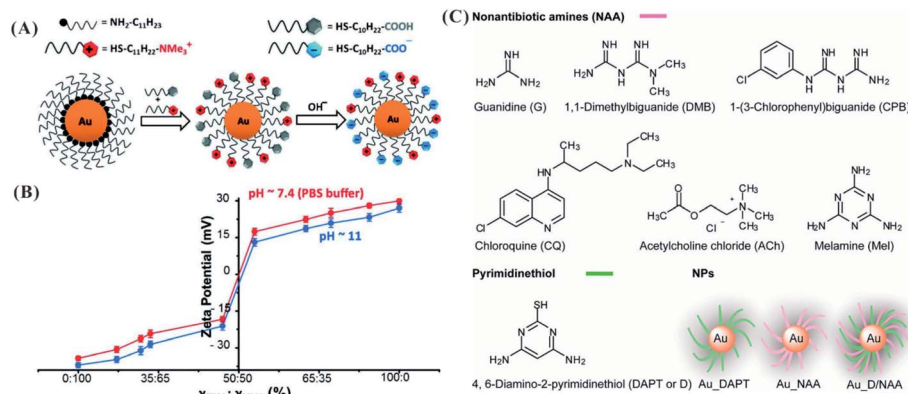 (A)
= NH₂-C₁₁H₂₃
= HS-C₁₁H₂₂-NMe₃⁺
= HS-C₁₀H₂₂-COOH
= HS-C₁₀H₂₂-COO⁻
Au
+
Au
OH⁻
Au
(B)
Zeta Potential (mV)
30
15
0
- 15
- 30
pH ~ 7.4 (PBS buffer)
pH ~ 11
0:100
35:65
50:50
65:35
100:0
(%)
(C)
Nonantibiotic amines (NAA)
NH
H₂N NH₂
Guanidine (G)
NH NH
H₂N N N CH₃
H CH₃
1,1-Dimethylbiguanide (DMB)
H NH NH
Cl N N NH₂
H
1-(3-Chlorophenyl)biguanide (CPB)
CH₃ CH₃
HN N CH₃
Cl N
Chloroquine (CQ)
O CH₃
H₃C O N⁺ CH₃
Cl⁻ CH₃
Acetylcholine chloride (ACh)
NH₂
N N
H₂N N NH₂
Melamine (Mel)
Pyrimidinethiol
SH
N N
H₂N NH₂
4, 6-Diamino-2-pyrimidinethiol (DAPT or D)
NPs
Au Au Au
Au_DAPT Au_NAA Au_D/NAA